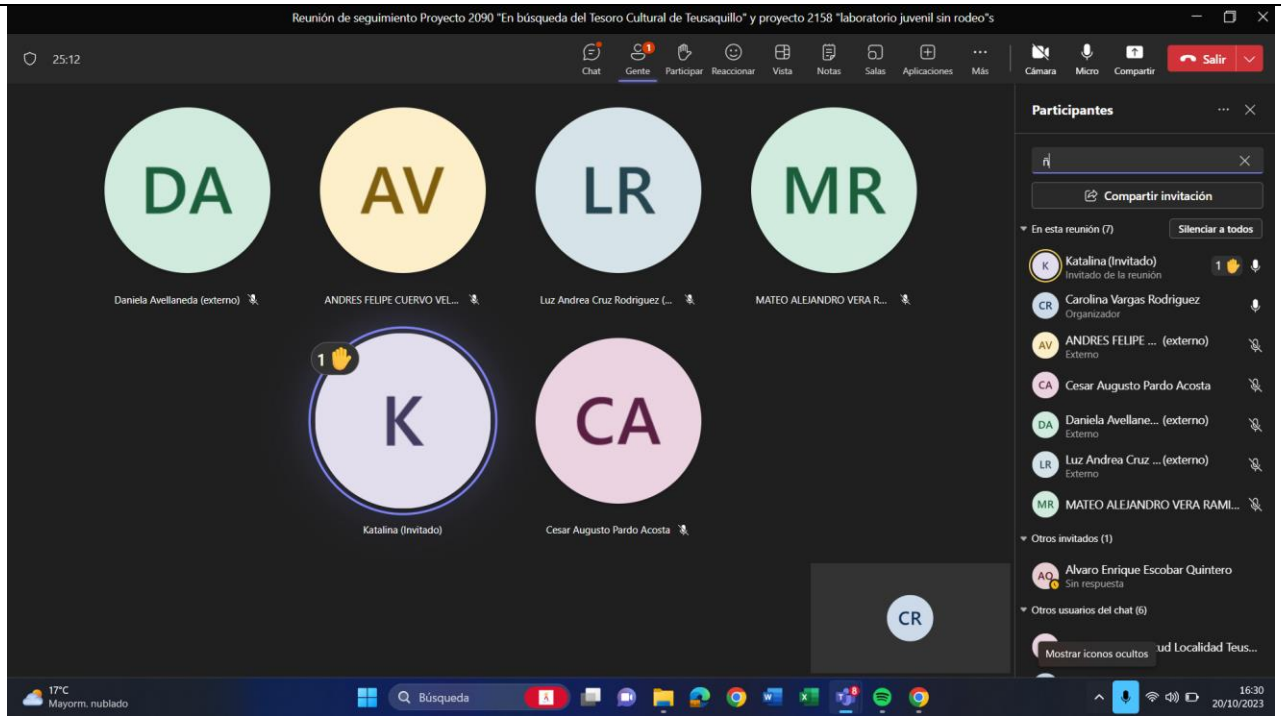 Reunión de seguimiento Proyecto 2090 "En búsqueda del Tesoro Cultural de Teusaquillo" y proyecto 2158 "laboratorio juvenil sin rodeo"s
25:12
Chat
1
Gente
Participar
Reaccionar
Vista
Notas
Salas
Aplicaciones
Más
Cámara
Micro
Compartir
Salir
DA
AV
LR
MR
Daniela Avellaneda (externo)
ANDRES FELIPE CUERVO VEL...
Luz Andrea Cruz Rodriguez (...
MATEO ALEJANDRO VERA R...
1
K
CA
Katalina (Invitado)
Cesar Augusto Pardo Acosta
CR
Participantes
ñ
Compartir invitación
En esta reunión (7)
Silenciar a todos
K Katalina (Invitado) 1
Invitado de la reunión
CR Carolina Vargas Rodriguez
Organizador
AV ANDRES FELIPE ... (externo)
Externo
CA Cesar Augusto Pardo Acosta
DA Daniela Avellane... (externo)
Externo
LR Luz Andrea Cruz ... (externo)
Externo
MR MATEO ALEJANDRO VERA RAMI...
Otros invitados (1)
AQ Alvaro Enrique Escobar Quintero
Sin respuesta
Otros usuarios del chat (6)
Mostrar iconos ocultos
ud Localidad Teus...
17°C
Mayorm. nublado
Búsqueda
8
16:30
20/10/2023